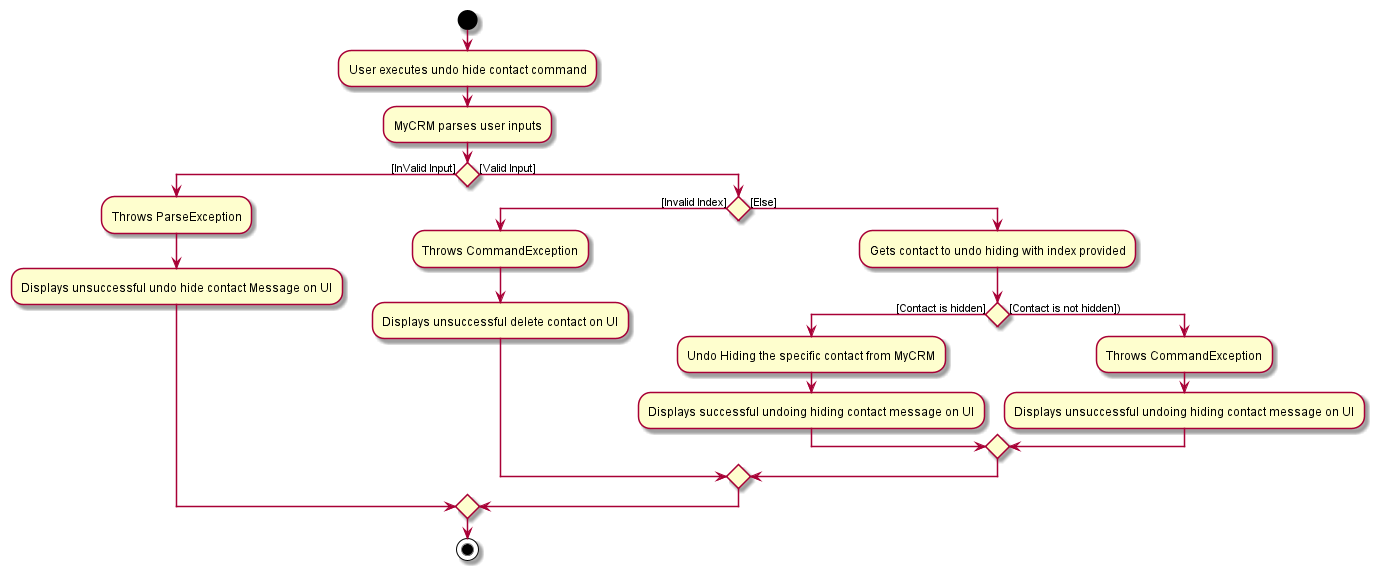 User executes undo hide contact command
MyCRM parses user inputs
[InValid Input]
[Valid Input]
Throws ParseException
Displays unsuccessful undo hide contact Message on UI
[Invalid Index]
[Else]
Throws CommandException
Displays unsuccessful delete contact on UI
Gets contact to undo hiding with index provided
[Contact is hidden]
[Contact is not hidden])
Undo Hiding the specific contact from MyCRM
Displays successful undoing hiding contact message on UI
Throws CommandException
Displays unsuccessful undoing hiding contact message on UI